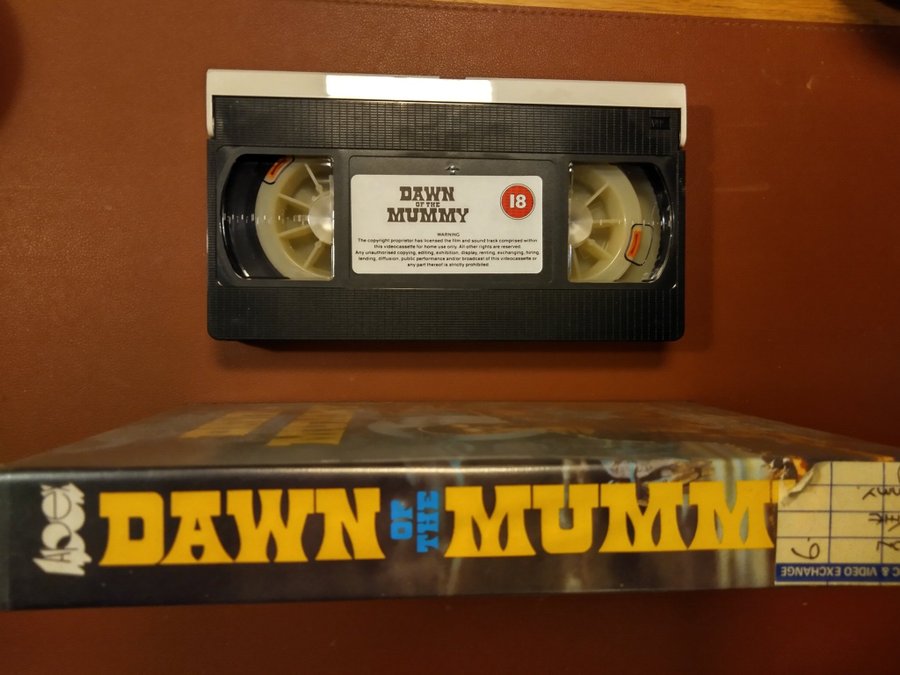 DAWN
OF THE
MUMMY
18
WARNING
The copyright proprietor has licensed the film and sound track comprised within
this videocassette for home use only. All other rights are reserved.
Any unauthorised copying, editing, exhibition, display, renting, exchanging, hiring,
lending, diffusion, public performance and/or broadcast of this videocassette or
any part thereof is strictly prohibited.
DAWN OF THE MUMM
C & VIDEO EXCHANGE